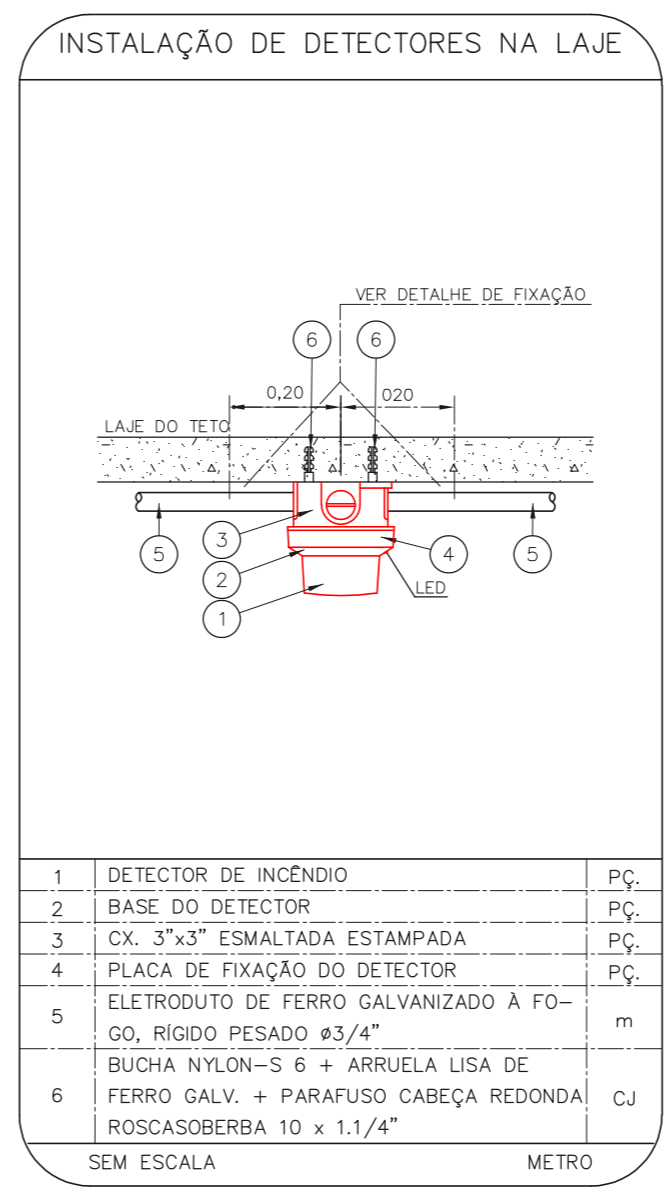 INSTALAÇÃO DE DETECTORES NA LAJE
VER DETALHE DE FIXAÇÃO
6 6
0,20 020
LAJE DO TETO
5 3 4 5
2
LED
1
1 DETECTOR DE INCÊNDIO PÇ.
2 BASE DO DETECTOR PÇ.
3 CX. 3"x3" ESMALTADA ESTAMPADA PÇ.
4 PLACA DE FIXAÇÃO DO DETECTOR PÇ.
5 ELETRODUTO DE FERRO GALVANIZADO À FO-
GO, RÍGIDO PESADO ø3/4" m
BUCHA NYLON-S 6 + ARRUELA LISA DE
6 FERRO GALV. + PARAFUSO CABEÇA REDONDA CJ
ROSCASOBERBA 10 x 1.1/4"
SEM ESCALA METRO